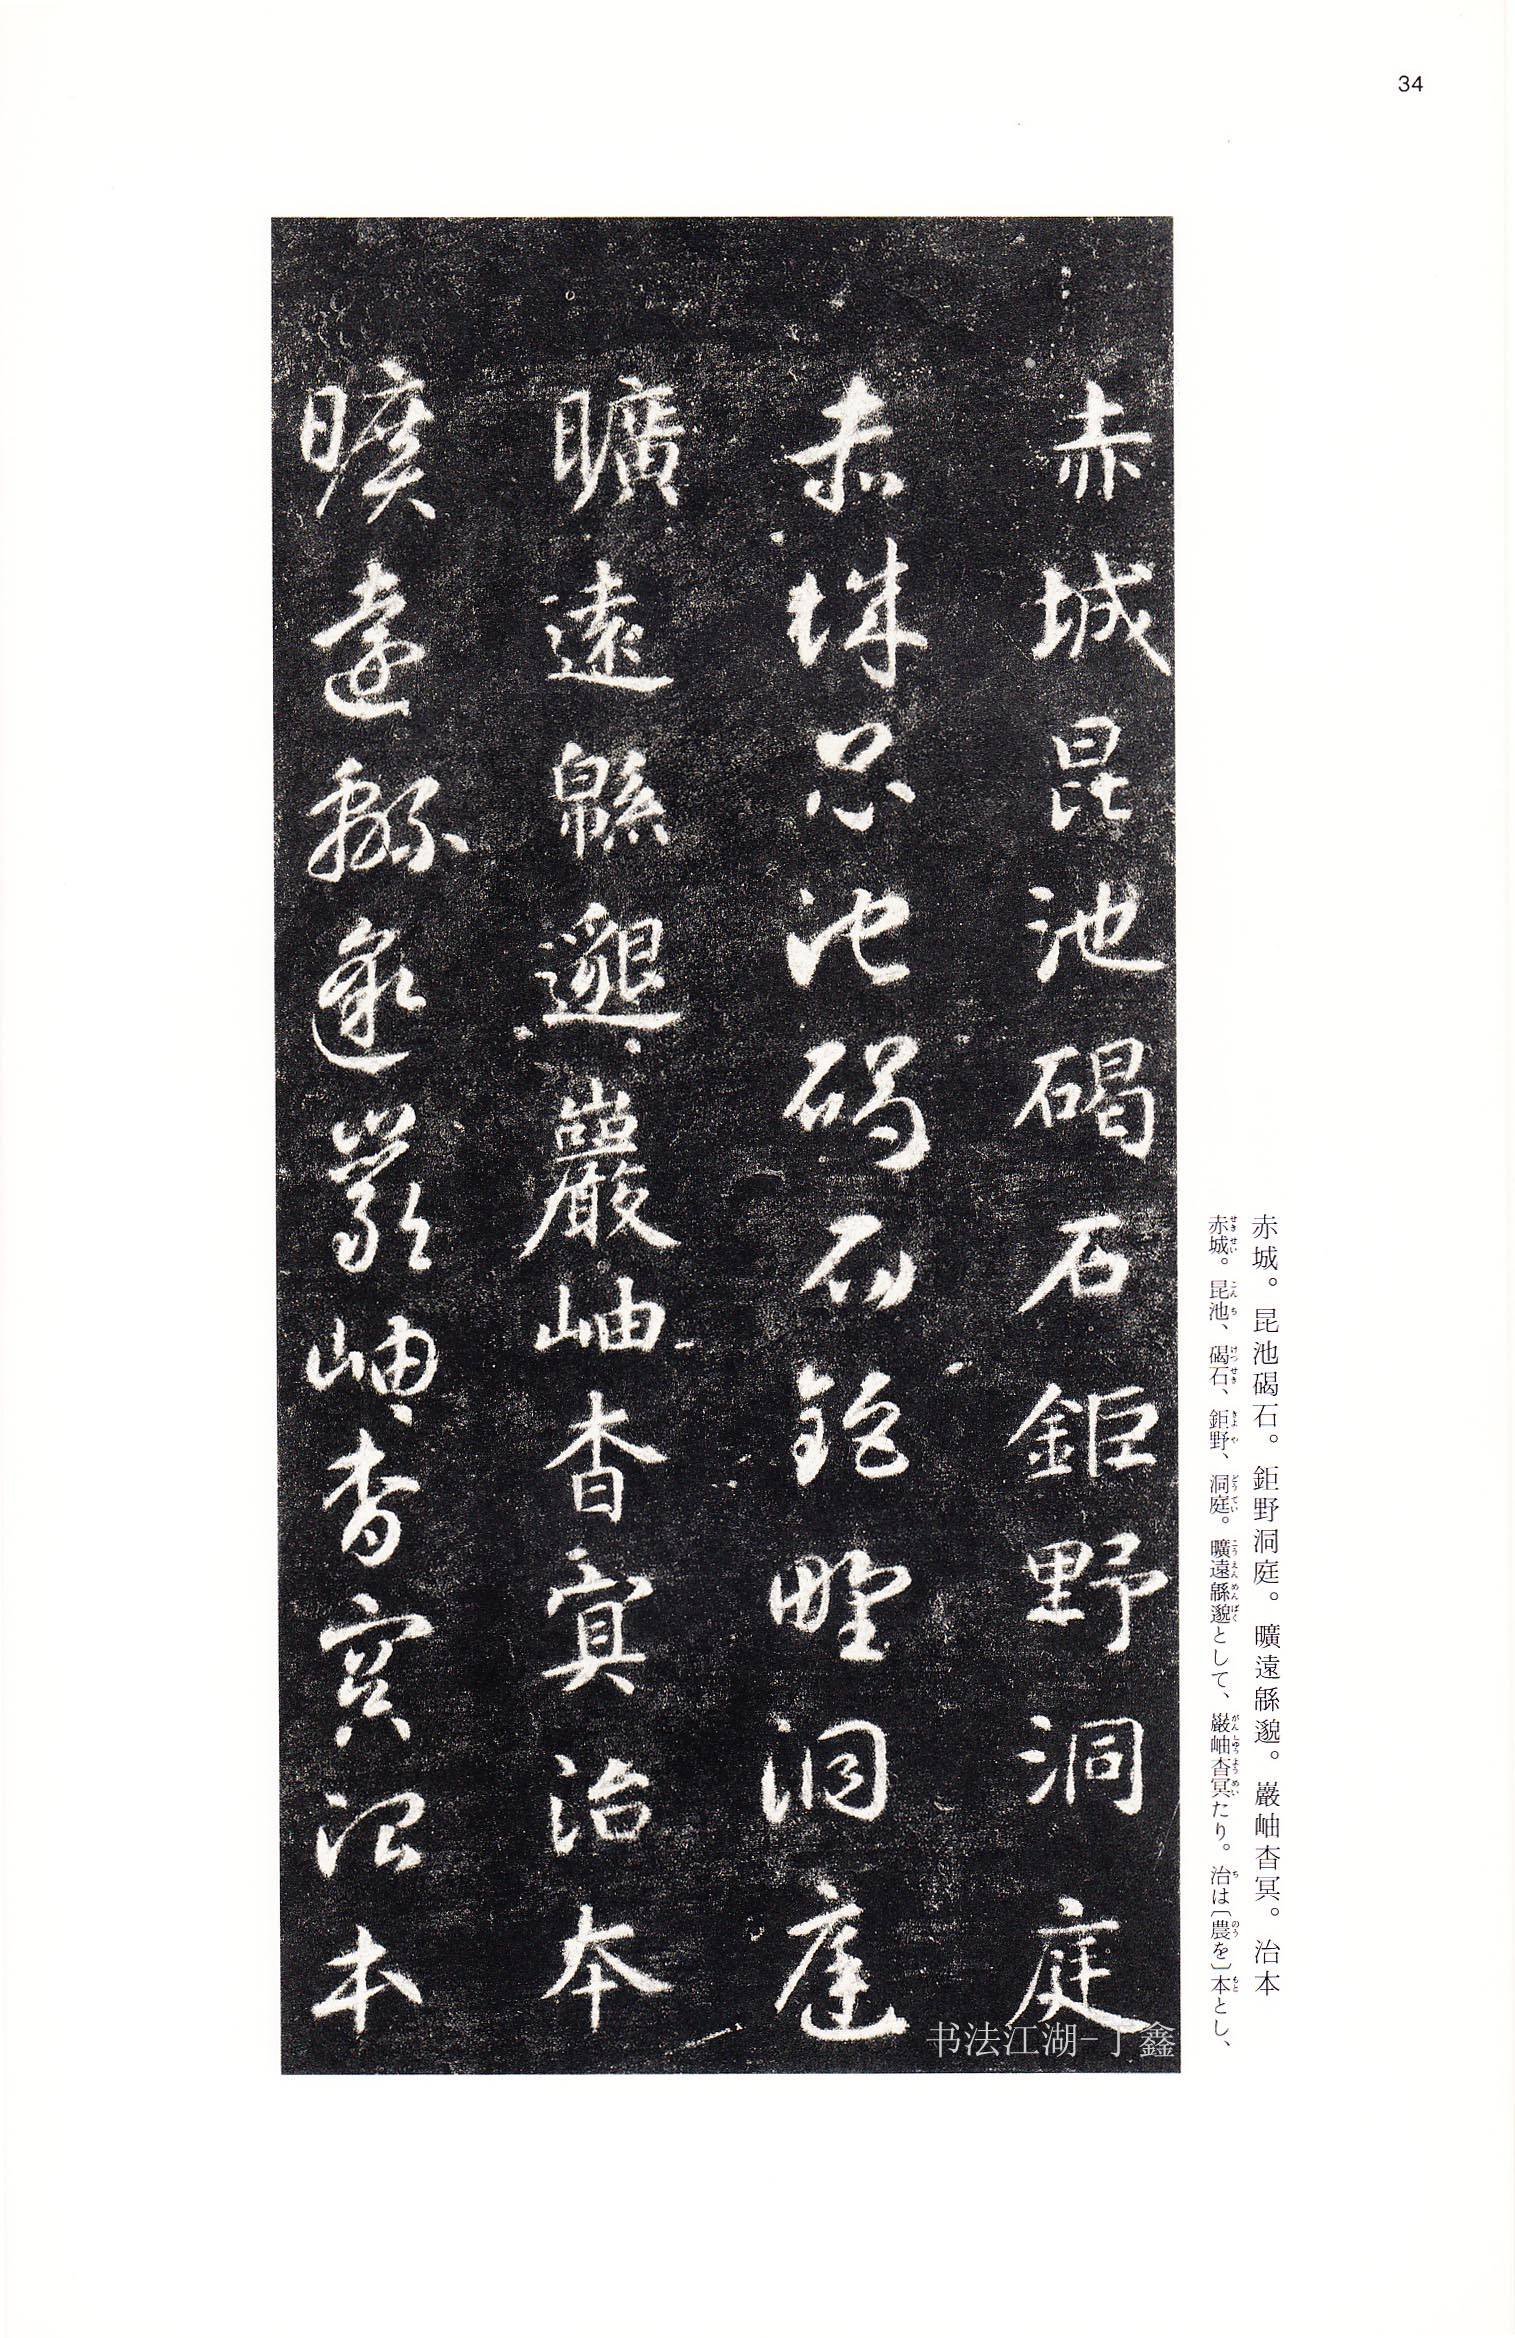 34
赤城昆池碣石鉅野洞庭
赤城昆池碣石鉅野洞庭
曠遠緜邈巖岫杳冥治本
曠遠緜邈巖岫杳冥治本
赤城。昆池碣石。鉅野洞庭。曠遠緜邈。巖岫杳冥。治本
赤城。昆池、碣石、鉅野、洞庭。曠遠緜邈として、巌岫杳冥たり。治は〔農を〕本とし、
书法江湖-丁鑫